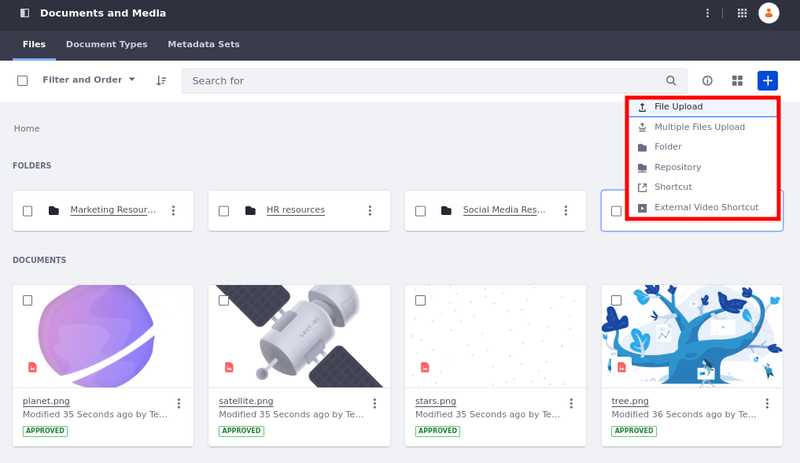 Documents and Media
Files Document Types Metadata Sets
Filter and Order Search for
File Upload
Multiple Files Upload
Folder
Repository
Shortcut
External Video Shortcut
Home
FOLDERS
Marketing Resour... HR resources Social Media Res...
DOCUMENTS
planet.png satellite.png stars.png tree.png
Modified 35 Seconds ago by Te... Modified 35 Seconds ago by Te... Modified 35 Seconds ago by Te... Modified 36 Seconds ago by Te...
APPROVED APPROVED APPROVED APPROVED